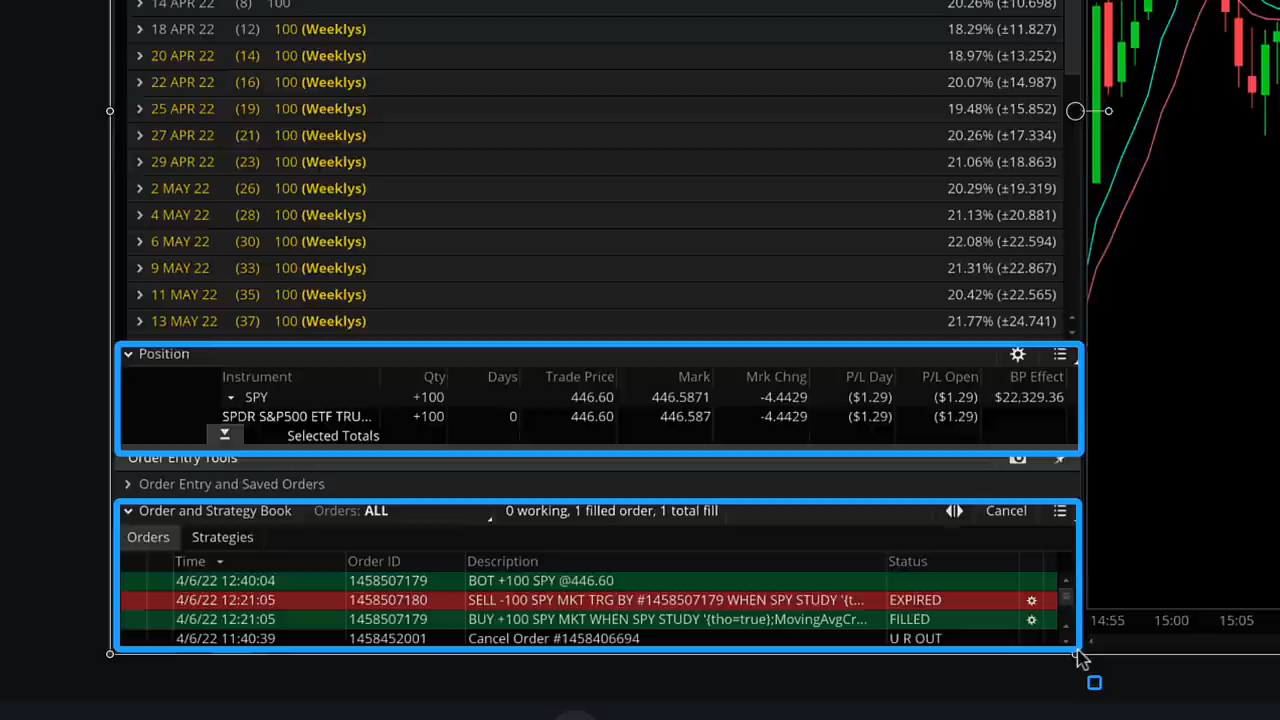 14 APR 22 (8) 100 20.26% (±10.698)
18 APR 22 (12) 100 (Weeklys) 18.29% (±11.827)
20 APR 22 (14) 100 (Weeklys) 18.97% (±13.252)
22 APR 22 (16) 100 (Weeklys) 20.07% (±14.987)
25 APR 22 (19) 100 (Weeklys) 19.48% (±15.852)
27 APR 22 (21) 100 (Weeklys) 20.26% (±17.334)
29 APR 22 (23) 100 (Weeklys) 21.06% (±18.863)
2 MAY 22 (26) 100 (Weeklys) 20.29% (±19.319)
4 MAY 22 (28) 100 (Weeklys) 21.13% (±20.881)
6 MAY 22 (30) 100 (Weeklys) 22.08% (±22.594)
9 MAY 22 (33) 100 (Weeklys) 21.31% (±22.867)
11 MAY 22 (35) 100 (Weeklys) 20.42% (±22.565)
13 MAY 22 (37) 100 (Weeklys) 21.77% (±24.741)
Position
Instrument Qty Days Trade Price Mark Mrk Chng P/L Day P/L Open BP Effect
SPY +100 446.60 446.5871 -4.4429 ($1.29) ($1.29) $22,329.36
SPDR S&P500 ETF TRU... +100 0 446.60 446.587 -4.4429 ($1.29) ($1.29)
Selected Totals
Order Entry Tools
Order Entry and Saved Orders
Order and Strategy Book Orders: ALL 0 working, 1 filled order, 1 total fill Cancel
Orders Strategies
Time Order ID Description Status
4/6/22 12:40:04 1458507179 BOT +100 SPY @446.60
4/6/22 12:21:05 1458507180 SELL -100 SPY MKT TRG BY #1458507179 WHEN SPY STUDY '{t... EXPIRED
4/6/22 12:21:05 1458507179 BUY +100 SPY MKT WHEN SPY STUDY '{tho=true};MovingAvgCr... FILLED
4/6/22 11:40:39 1458452001 Cancel Order #1458406694 U R OUT
14:55 15:00 15:05